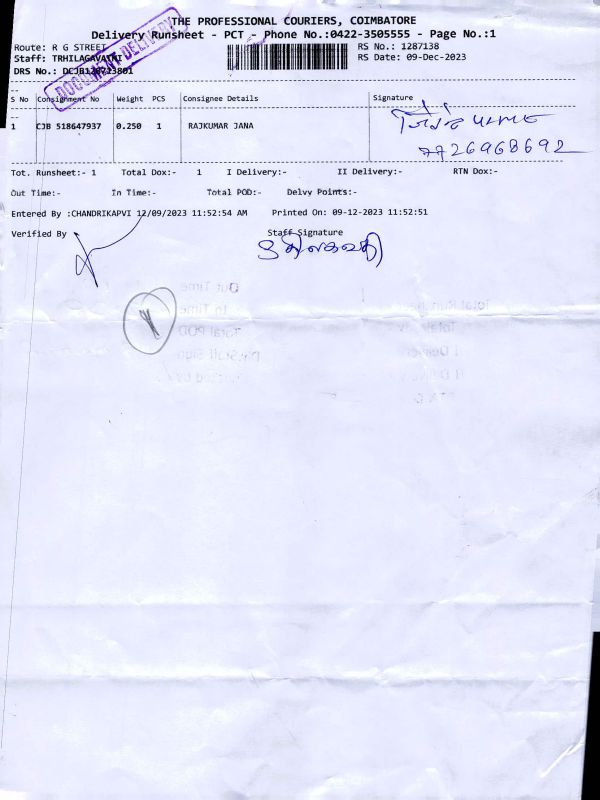 THE PROFESSIONAL COURIERS, COIMBATORE
Delivery Runsheet - PCT - Phone No.:0422-3505555 - Page No.:1
Route: R G STREET
RS No.: 1287138
Staff: TRHILAGAVATHI
RS Date: 09-Dec-2023
DRS No.:
DOCUMENT DELIVERY
S No Consignment No Weight PCS Consignee Details Signature
1 CJB 518647937 0.250 1 RAJKUMAR JANA
7726968692
Tot. Runsheet:- 1 Total Dox:- 1 I Delivery:- II Delivery:- RTN Dox:-
Out Time:- In Time:- Total POD:- Delvy Points:-
Entered By :CHANDRIKAPVI 12/09/2023 11:52:54 AM Printed On: 09-12-2023 11:52:51
Verified By Staff Signature